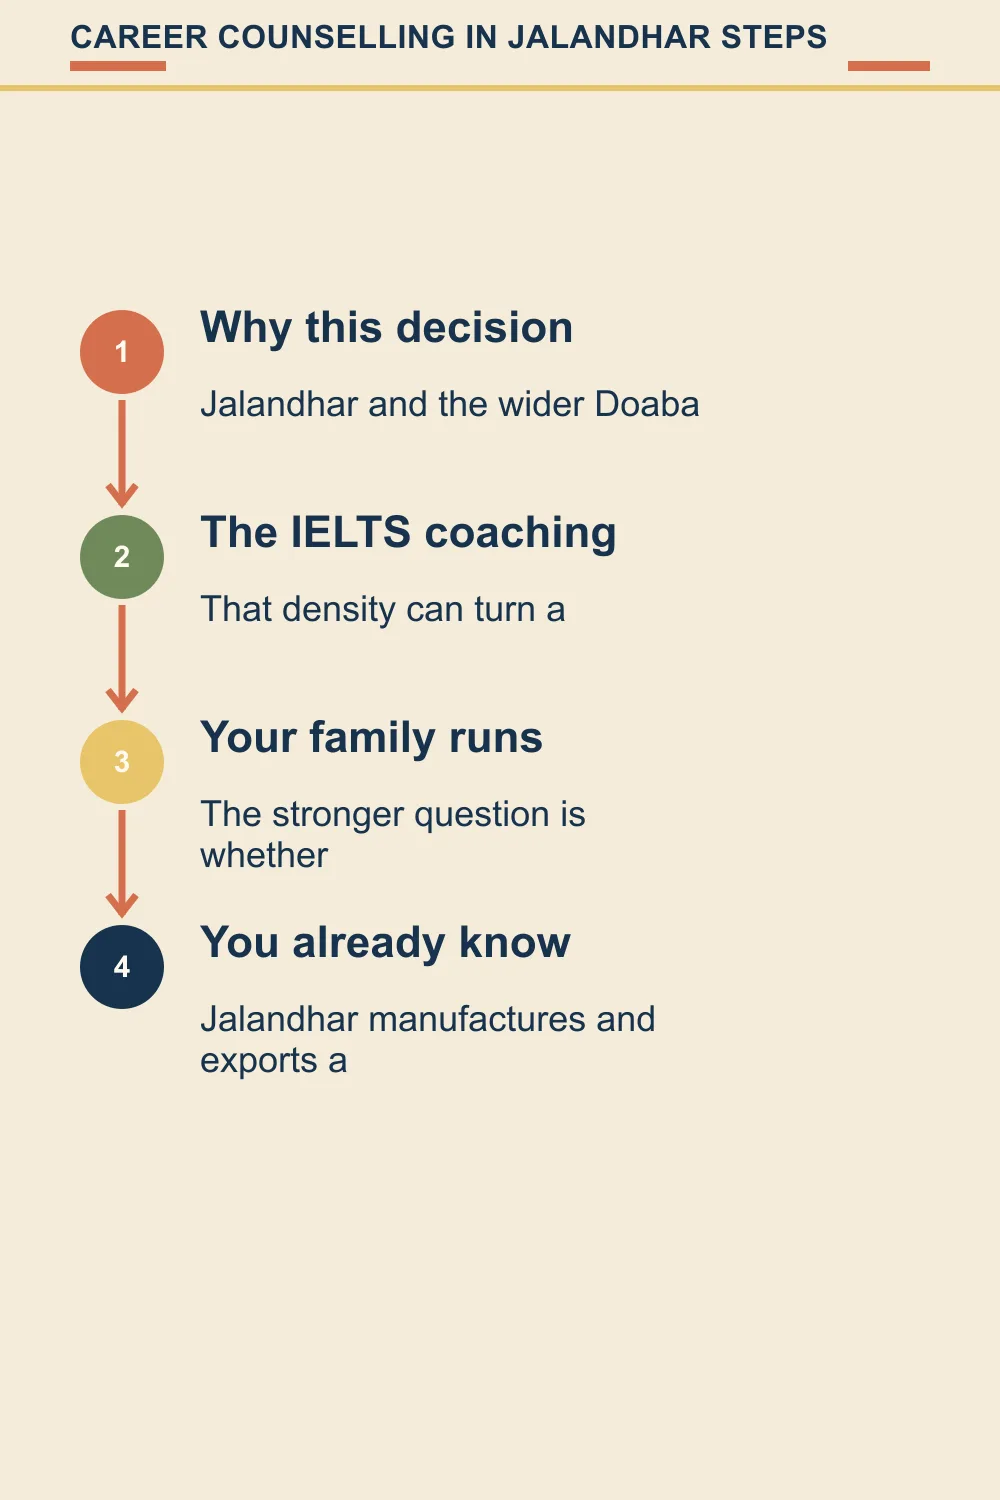 CAREER COUNSELLING IN JALANDHAR STEPS
1
Why this decision
Jalandhar and the wider Doaba
2
The IELTS coaching
That density can turn a
3
Your family runs
The stronger question is
whether
4
You already know
Jalandhar manufactures and
exports a